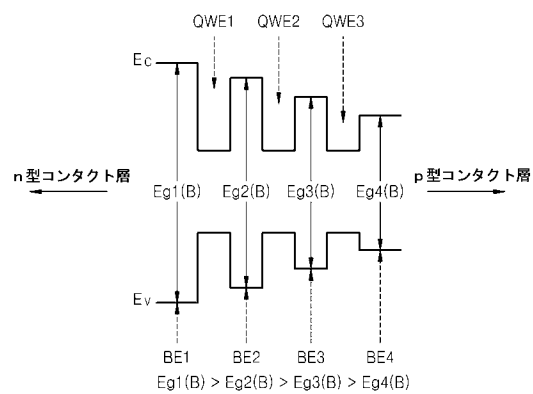 QWE1 QWE2 QWE3
Ec
n型コンタクト層 p型コンタクト層
Eg1(B) Eg2(B) Eg3(B) Eg4(B)
Ev
BE1 BE2 BE3 BE4
Eg1(B) > Eg2(B) > Eg3(B) > Eg4(B)